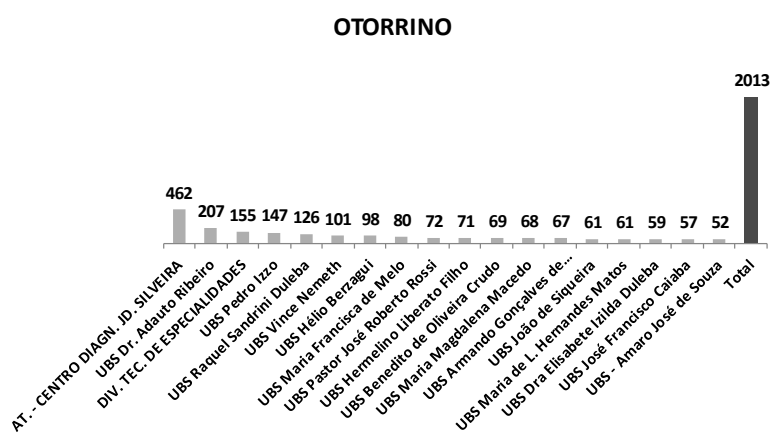 OTORRINO
462
207
155
147
126
101
98
80
72
71
69
68
67
61
61
59
57
52
2013
AT. - CENTRO DIAGN. JD. SILVEIRA
UBS Dr. Adauto Ribeiro
DIV. TEC. DE ESPECIALIDADES
UBS Pedro Izzo
UBS Raquel Sandrini Duleba
UBS Vince Nemeth
UBS Hélio Berzagui
UBS Maria Francisca de Melo
UBS Pastor José Roberto Rossi
UBS Hermelino Liberato Filho
UBS Benedito de Oliveira Crudo
UBS Maria Magdalena Macedo
UBS Armando Gonçalves de...
UBS João de Siqueira
UBS Maria de L. Hernandes Matos
UBS Dra Elisabete Izilda Duleba
UBS José Francisco Caiaba
UBS - Amaro José de Souza
Total